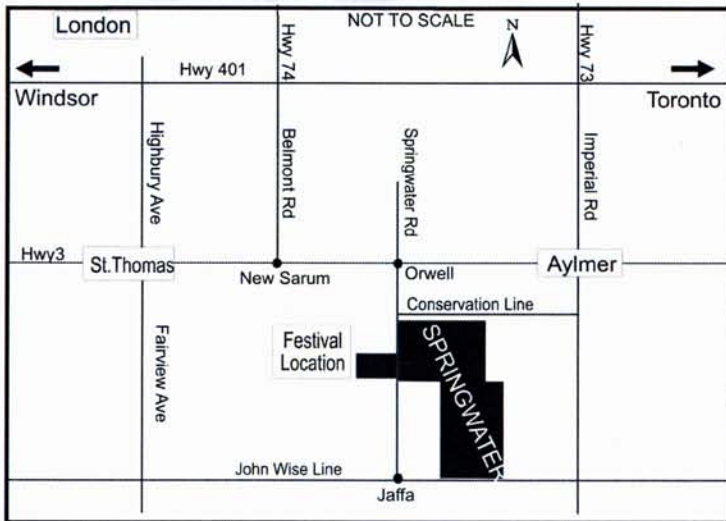 London
NOT TO SCALE
N
Hwy 74
Hwy 73
Hwy 401
Windsor
Toronto
Highbury Ave
Belmont Rd
Springwater Rd
Imperial Rd
Hwy3
St.Thomas
New Sarum
Orwell
Aylmer
Conservation Line
Fairview Ave
Festival
Location
SPRINGWATER
John Wise Line
Jaffa